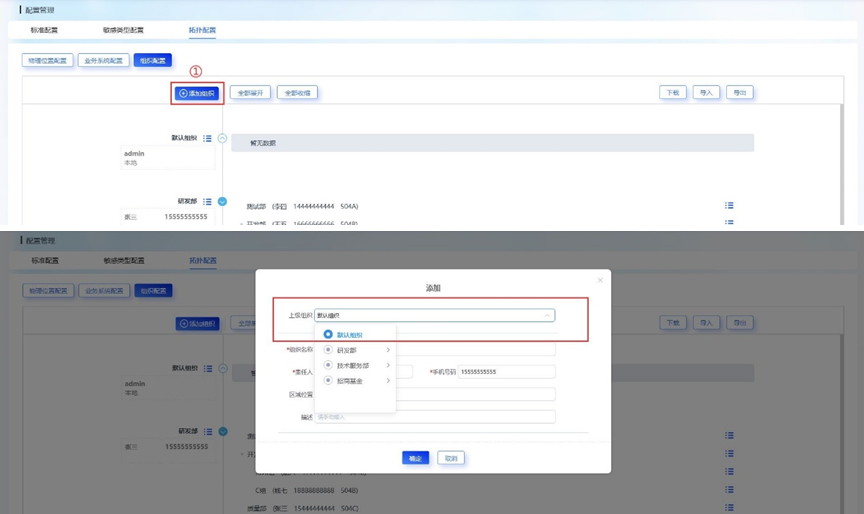 配置管理
标准配置 敏感类型配置 拓扑配置
物理位置配置 业务系统配置 组织配置
①
添加组织 全部展开 全部收缩 下载 导入 导出
默认组织 暂无数据
admin
本地
研发部 测试部 (李四 14444444444 504A)
张三 15555555555 开发部 (王五 16666666666 504B)
配置管理
标准配置 敏感类型配置 拓扑配置
物理位置配置 业务系统配置 组织配置
添加组织 下载 导入 导出
默认组织
admin
本地
研发部
张三 15555555555
添加
上级组织 默认组织
默认组织
*组织名称 研发部
*责任人 技术服务部 *手机号码 15555555555
招商基金
区域位置
描述
确定 取消
C组 (钱七 18888888888 504B)
质量部 (张三 15444444444 504C)